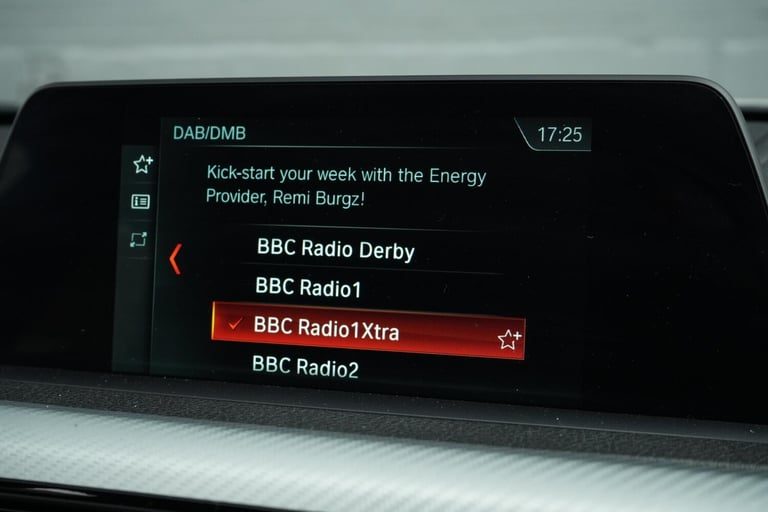 DAB/DMB
17:25
Kick-start your week with the Energy
Provider, Remi Burgz!
BBC Radio Derby
BBC Radio1
BBC Radio1Xtra
BBC Radio2